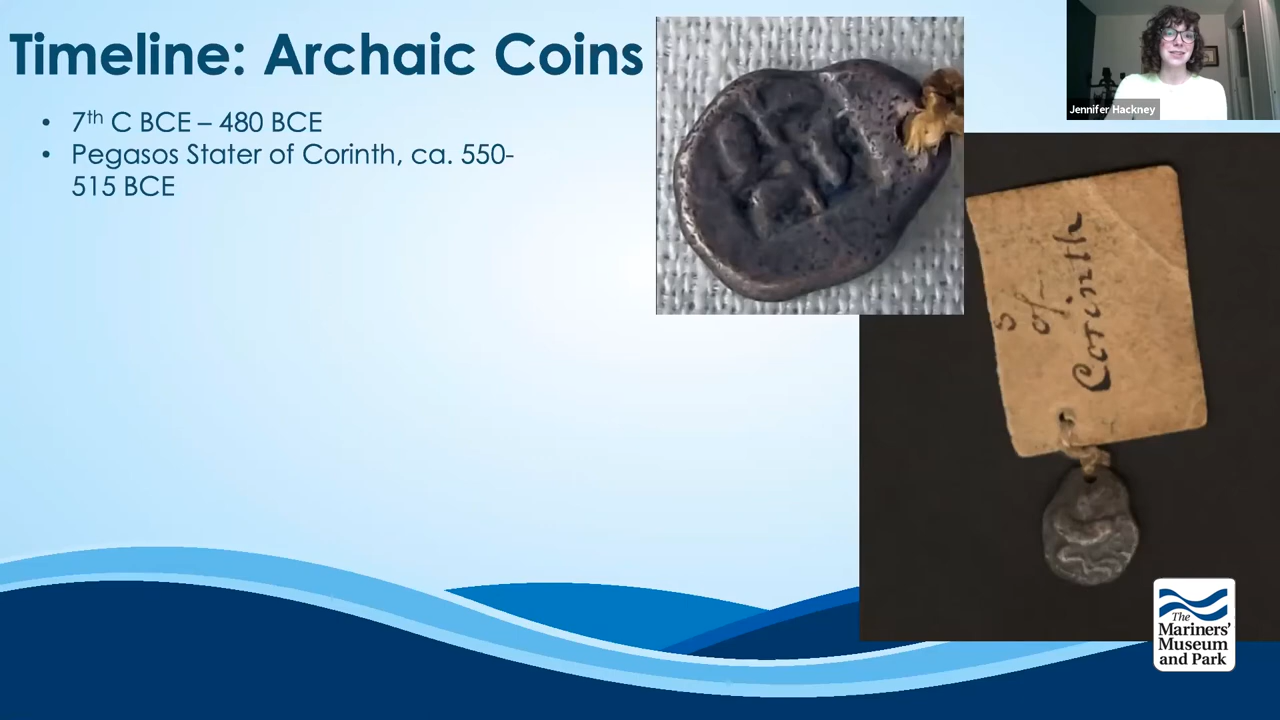 Timeline: Archaic Coins
• 7th C BCE – 480 BCE
• Pegasos Stater of Corinth, ca. 550-
515 BCE
Jennifer Hackney
s
of
Corinth
The
Mariners'
Museum
and Park